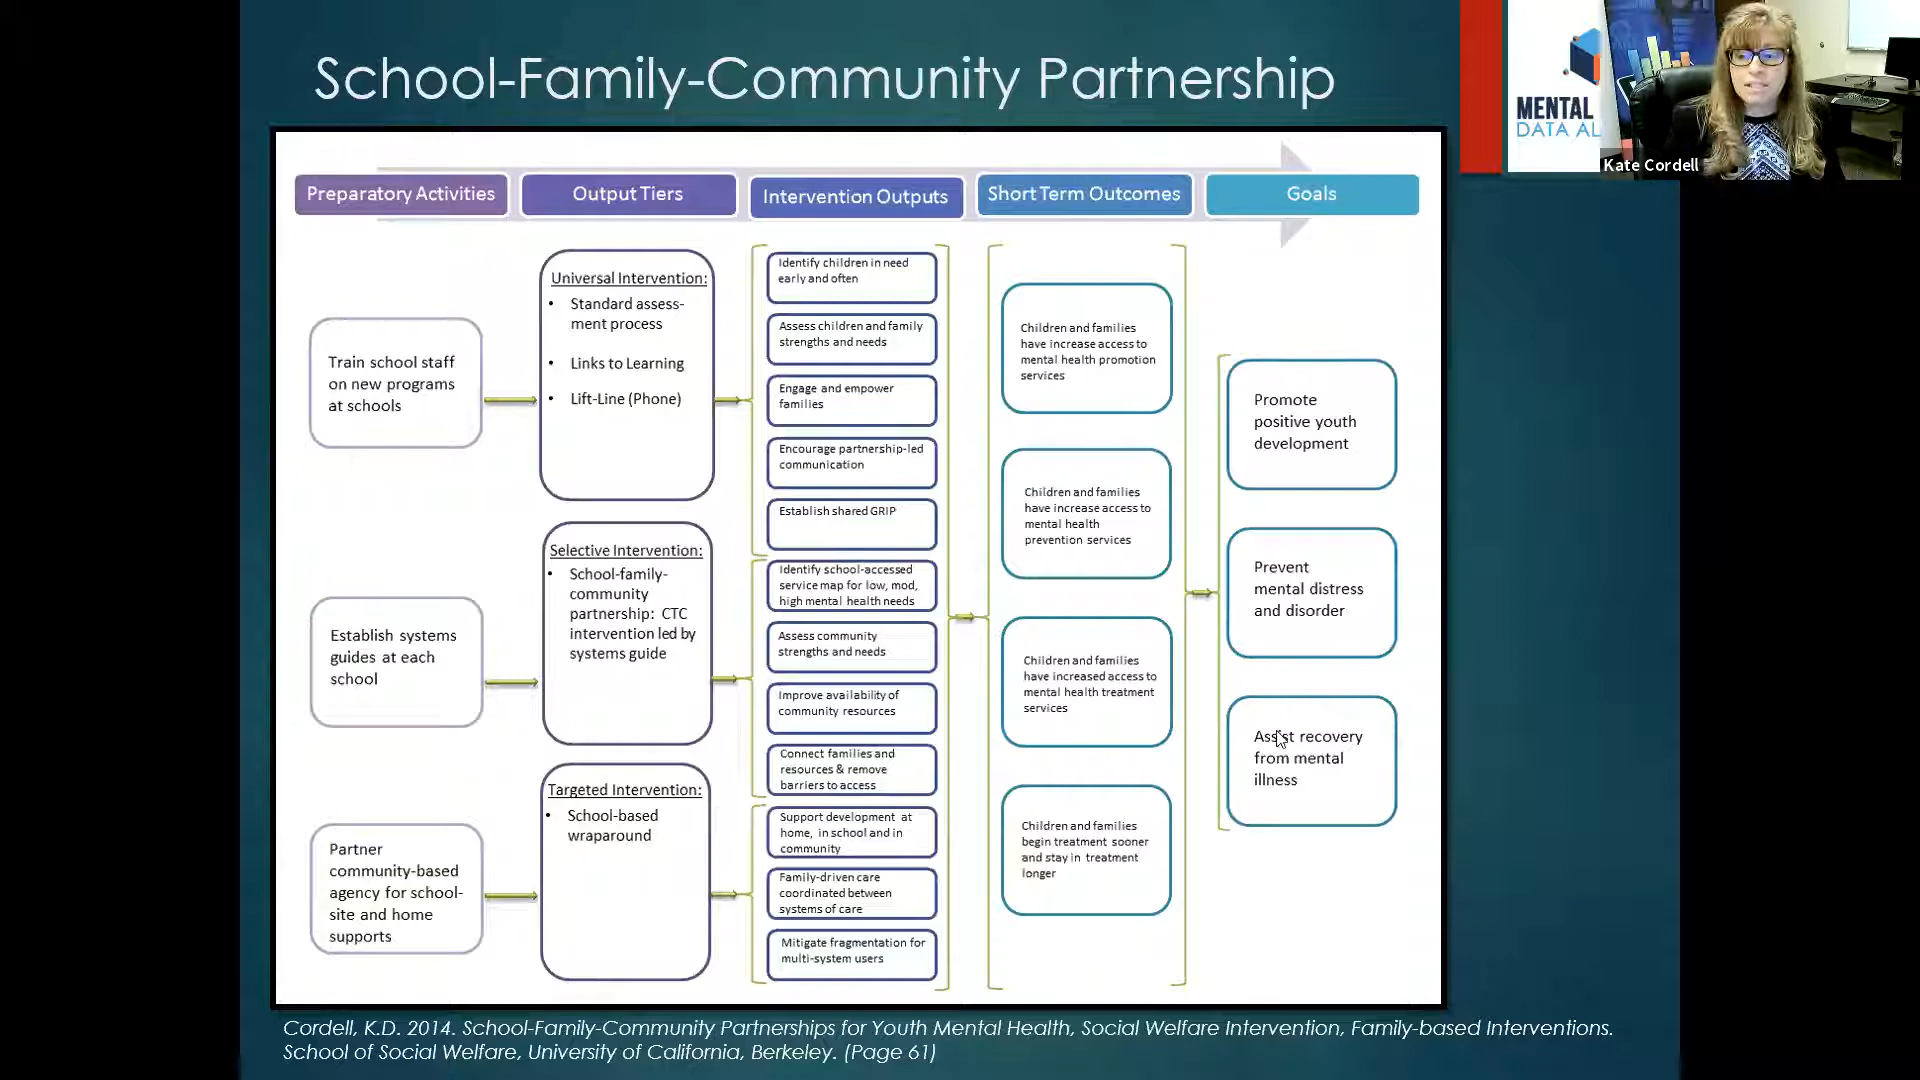 School-Family-Community Partnership
MENTAL
DATA AL
Kate Cordell
Preparatory Activities
Output Tiers
Intervention Outputs
Short Term Outcomes
Goals
Train school staff
on new programs
at schools
Establish systems
guides at each
school
Partner
community-based
agency for school-
site and home
supports
Universal Intervention:
• Standard assess-
ment process
• Links to Learning
• Lift-Line (Phone)
Selective Intervention:
• School-family-
community
partnership: CTC
intervention led by
systems guide
Targeted Intervention:
• School-based
wraparound
Identify children in need
early and often
Assess children and family
strengths and needs
Engage and empower
families
Encourage partnership-led
communication
Establish shared GRIP
Identify school-accessed
service map for low, mod,
high mental health needs
Assess community
strengths and needs
Improve availability of
community resources
Connect families and
resources & remove
barriers to access
Support development at
home, in school and in
community
Family-driven care
coordinated between
systems of care
Mitigate fragmentation for
multi-system users
Children and families
have increase access to
mental health promotion
services
Children and families
have increase access to
mental health
prevention services
Children and families
have increased access to
mental health treatment
services
Children and families
begin treatment sooner
and stay in treatment
longer
Promote
positive youth
development
Prevent
mental distress
and disorder
Assist recovery
from mental
illness
Cordell, K.D. 2014. School-Family-Community Partnerships for Youth Mental Health, Social Welfare Intervention, Family-based Interventions.
School of Social Welfare, University of California, Berkeley. (Page 61)